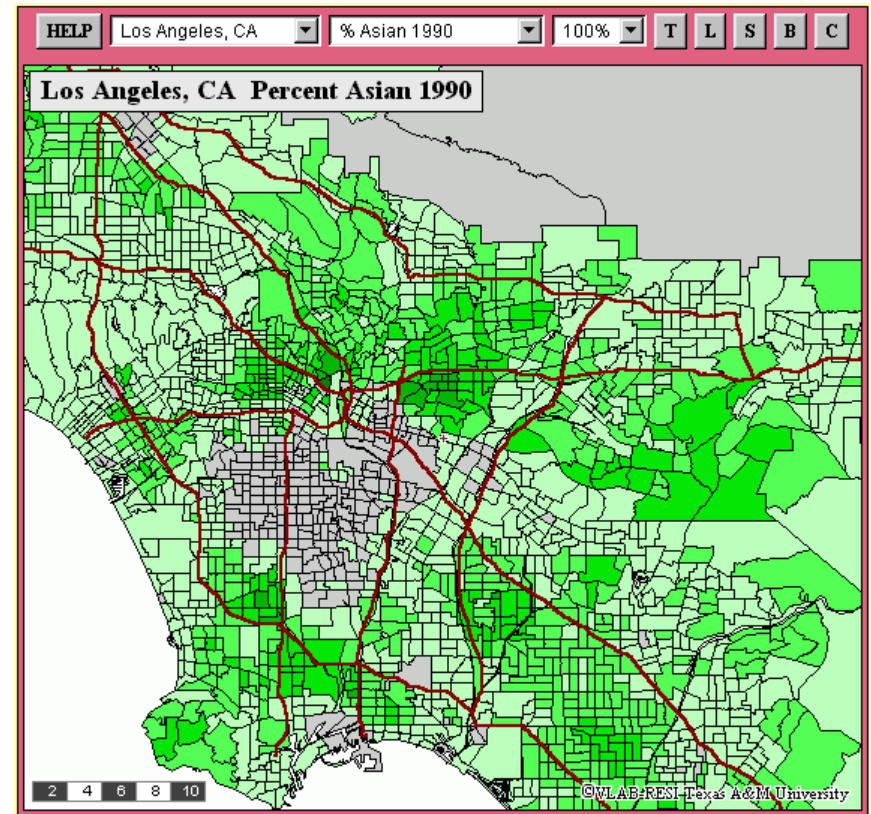 HELP Los Angeles, CA % Asian 1990 100% T L S B C
Los Angeles, CA Percent Asian 1990
2 4 6 8 10
©VLAB-RESI Texas A&M University